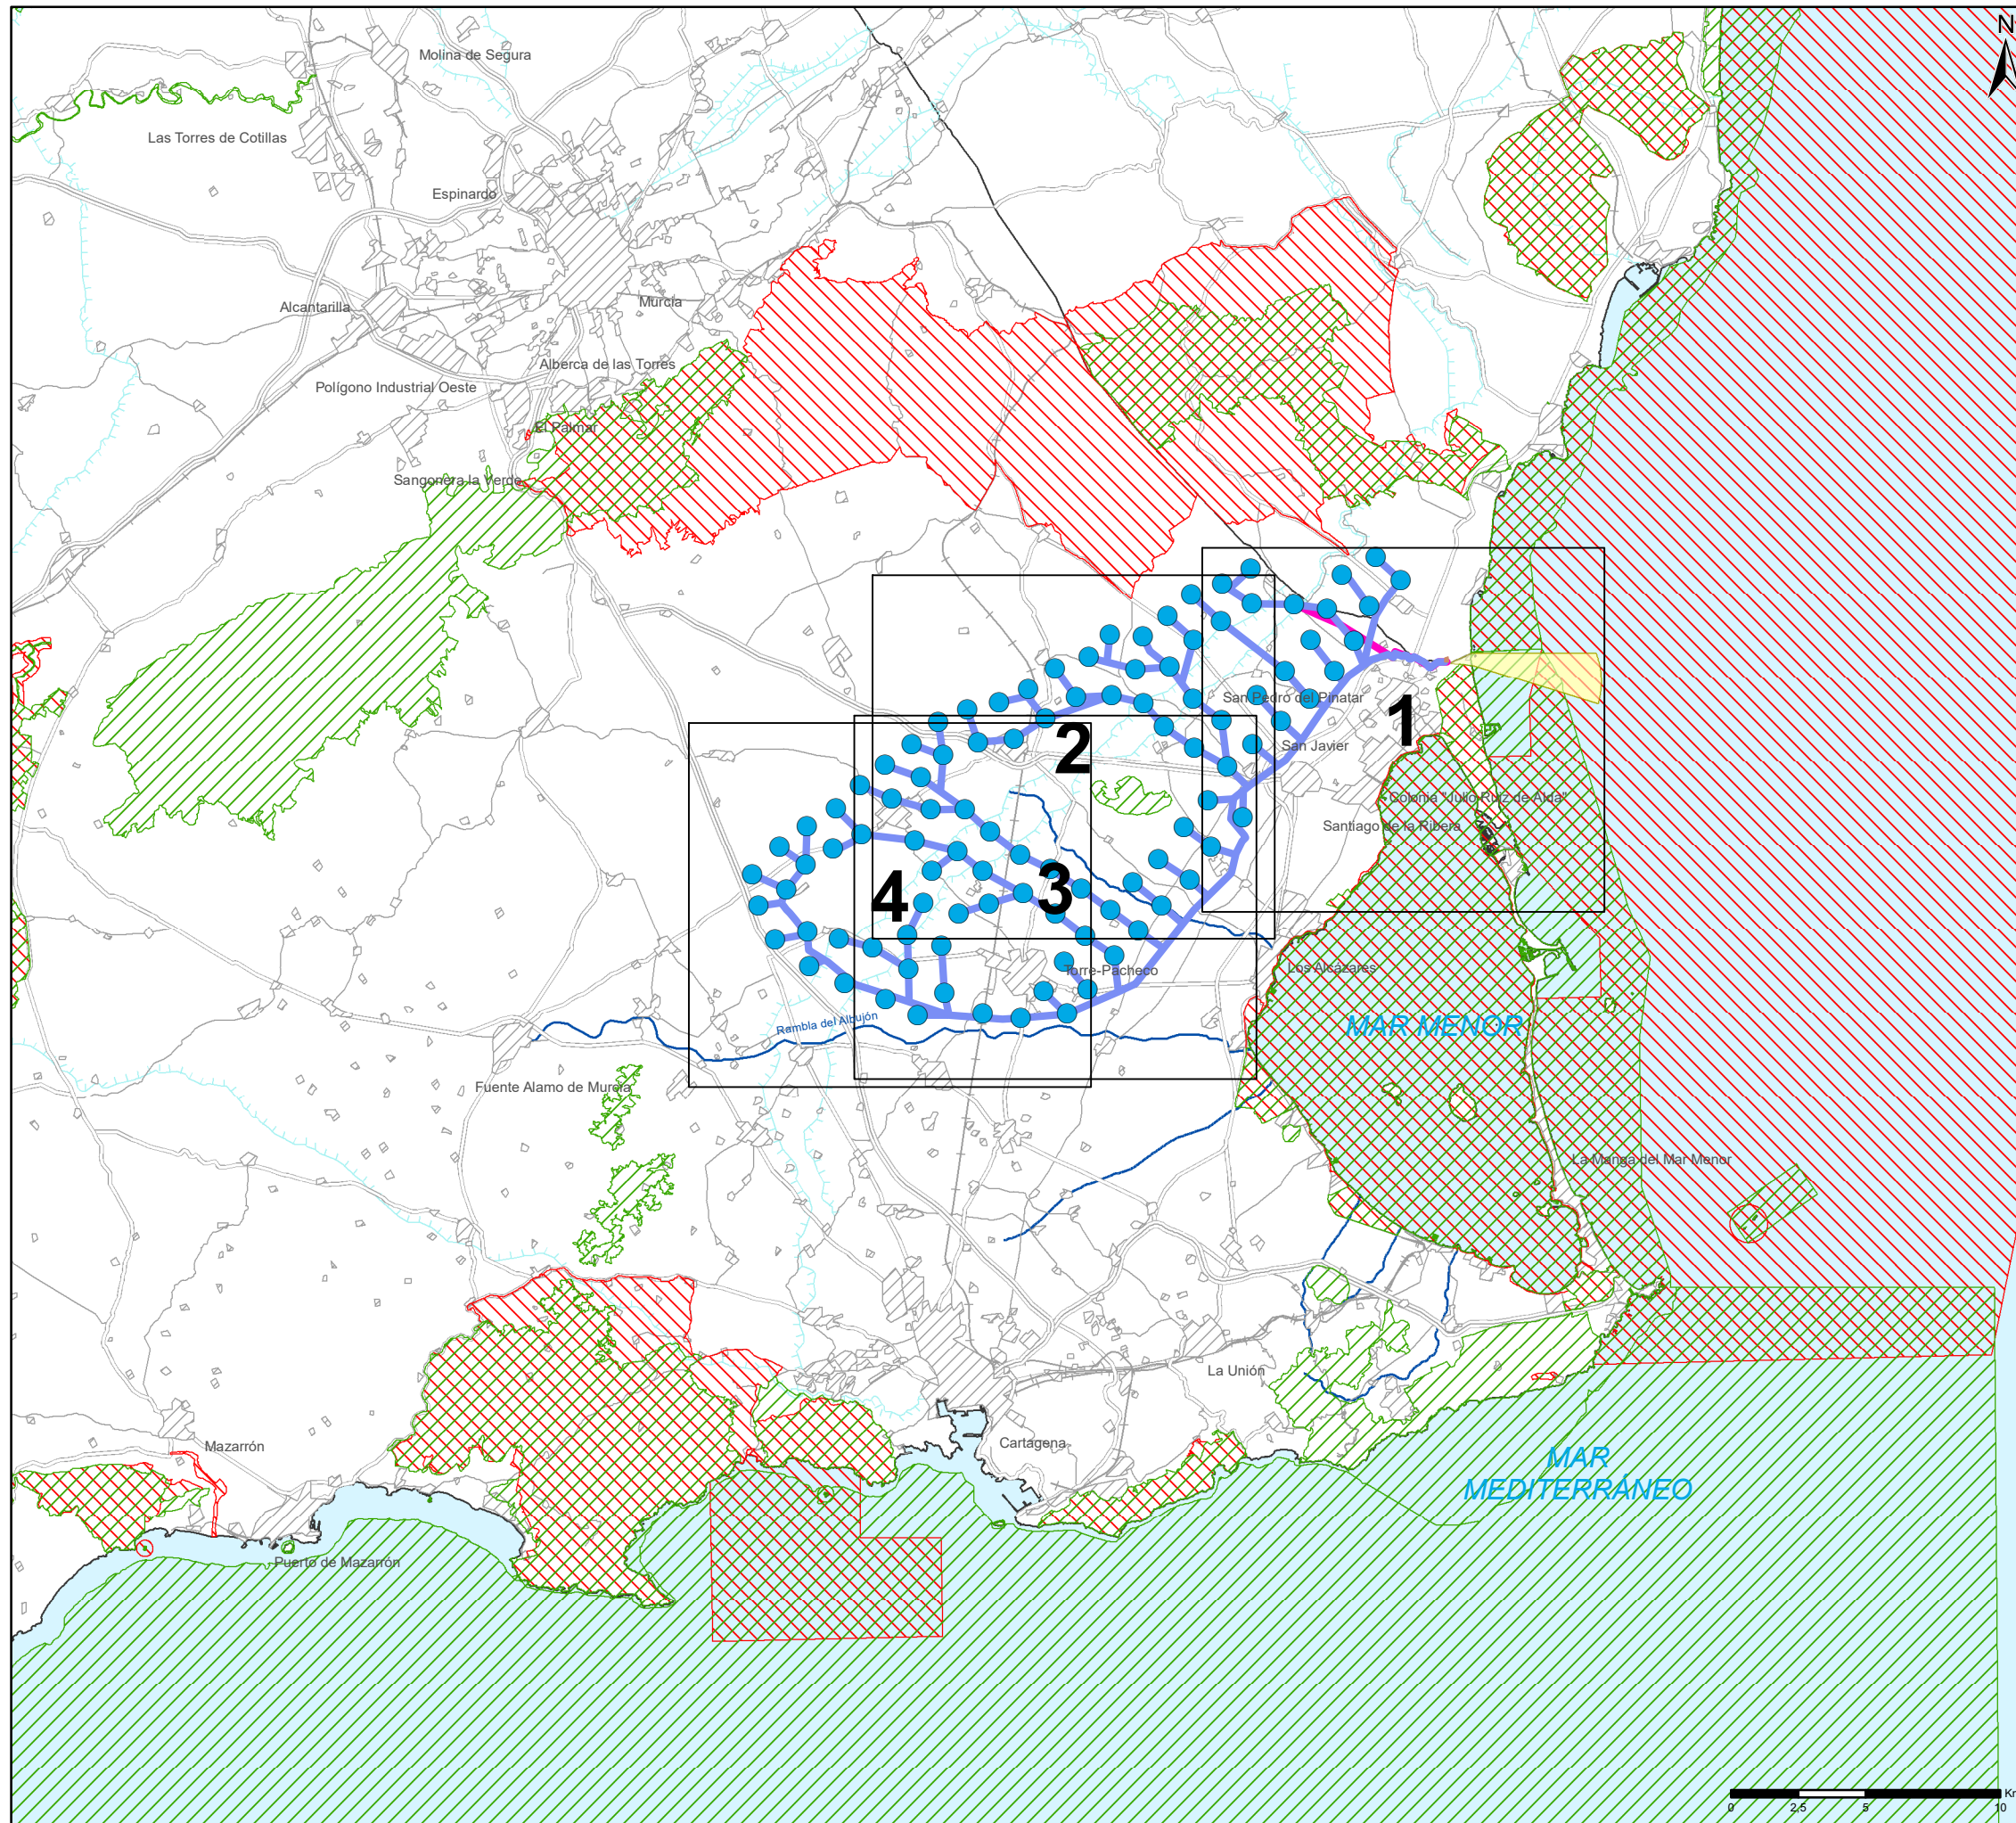 N
Molina de Segura
Las Torres de Cotillas
Espinardo
Murcia
Alcantarilla
Alberca de las Torres
Polígono Industrial Oeste
El Palmar
Sangonera la Verde
San Pedro del Pinatar
1
San Javier
2
Colonia "Julio Ruiz de Alda"
Santiago de la Ribera
3
4
Torre-Pacheco
Los Alcázares
Rambla del Albujón
MAR MENOR
Fuente Alamo de Murcia
La Manga del Mar Menor
La Unión
Mazarrón
Cartagena
MAR
MEDITERRÁNEO
Puerto de Mazarrón
0 2,5 5 10